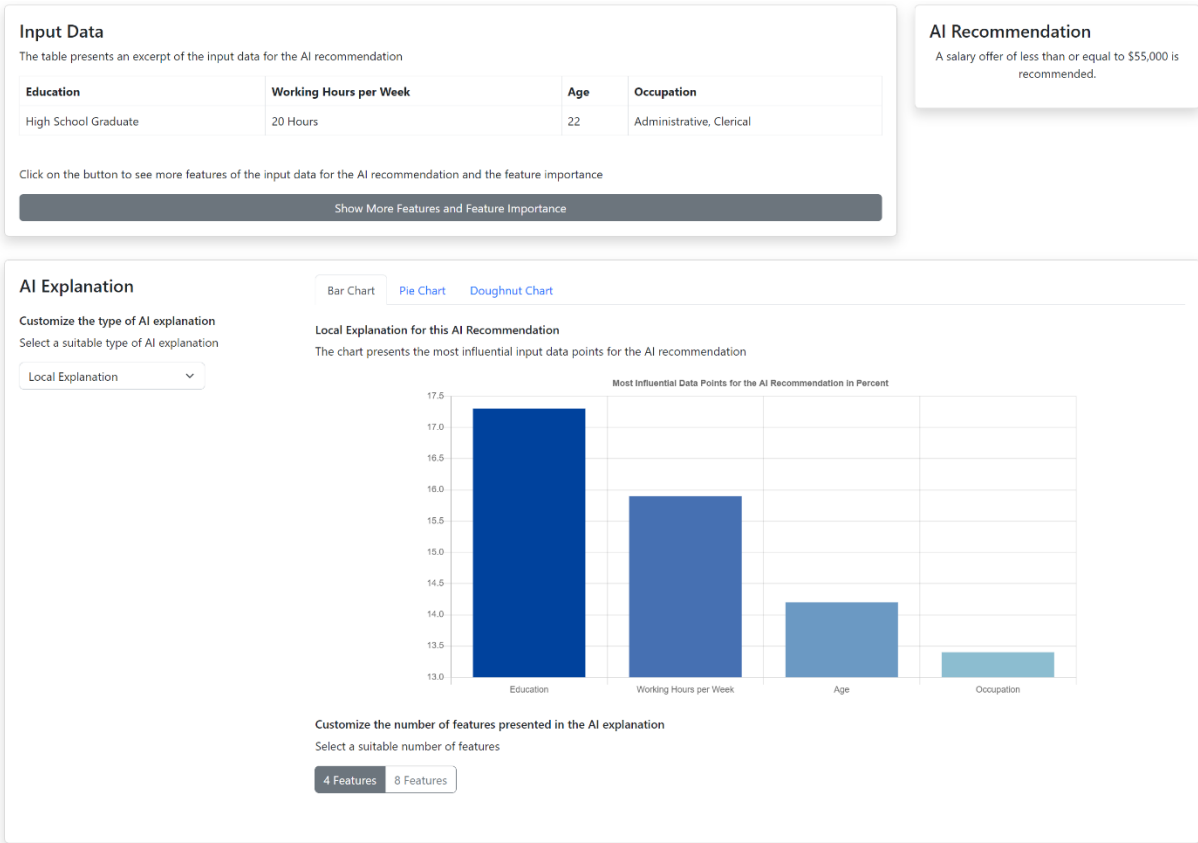 Input Data
The table presents an excerpt of the input data for the AI recommendation
Education Working Hours per Week Age Occupation
High School Graduate 20 Hours 22 Administrative, Clerical
Click on the button to see more features of the input data for the AI recommendation and the feature importance
Show More Features and Feature Importance
AI Recommendation
A salary offer of less than or equal to $55,000 is
recommended.
AI Explanation
Customize the type of AI explanation
Select a suitable type of AI explanation
Local Explanation
Bar Chart Pie Chart Doughnut Chart
Local Explanation for this AI Recommendation
The chart presents the most influential input data points for the AI recommendation
Most Influential Data Points for the AI Recommendation in Percent
17.5
17.0
16.5
16.0
15.5
15.0
14.5
14.0
13.5
13.0
Education Working Hours per Week Age Occupation
Customize the number of features presented in the AI explanation
Select a suitable number of features
4 Features 8 Features